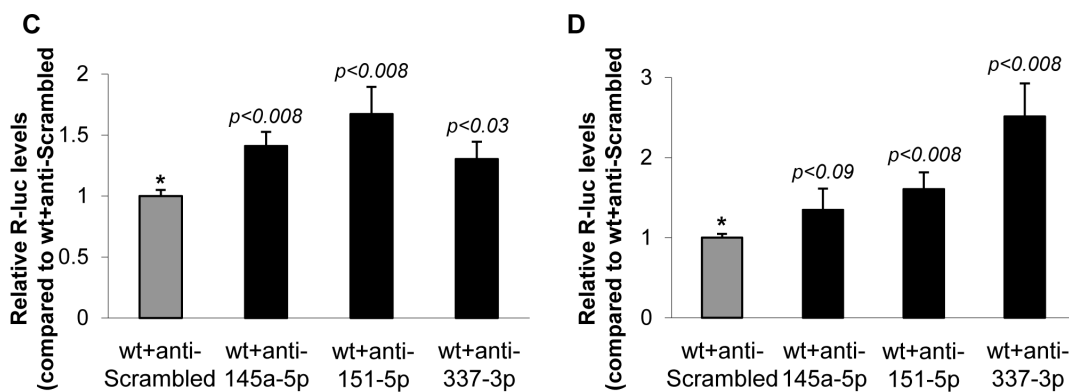 C
Relative R-luc levels
(compared to wt+anti-Scrambled)
2
1.5
1
0.5
0
*
p<0.008
p<0.008
p<0.03
wt+anti-
Scrambled
wt+anti-
145a-5p
wt+anti-
151-5p
wt+anti-
337-3p
D
Relative R-luc levels
(compared to wt+anti-Scrambled)
3
2
1
0
*
p<0.09
p<0.008
p<0.008
wt+anti-
Scrambled
wt+anti-
145a-5p
wt+anti-
151-5p
wt+anti-
337-3p